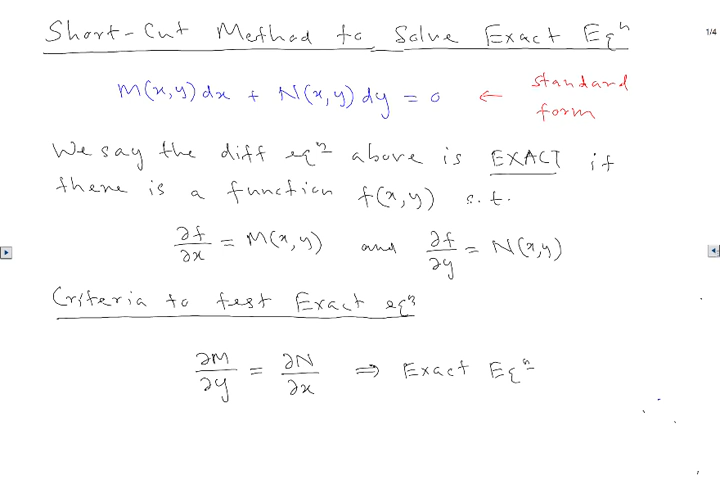 Short-Cut Method to Solve Exact Eqⁿ
1/4
M(x,y)dx + N(x,y)dy = 0 ← standard form
We say the diff eqⁿ above is EXACT if
there is a function f(x,y) s.t.
∂f/∂x = M(x,y) and ∂f/∂y = N(x,y)
Criteria to test Exact eqⁿ
∂M/∂y = ∂N/∂x ⇒ Exact Eqⁿ